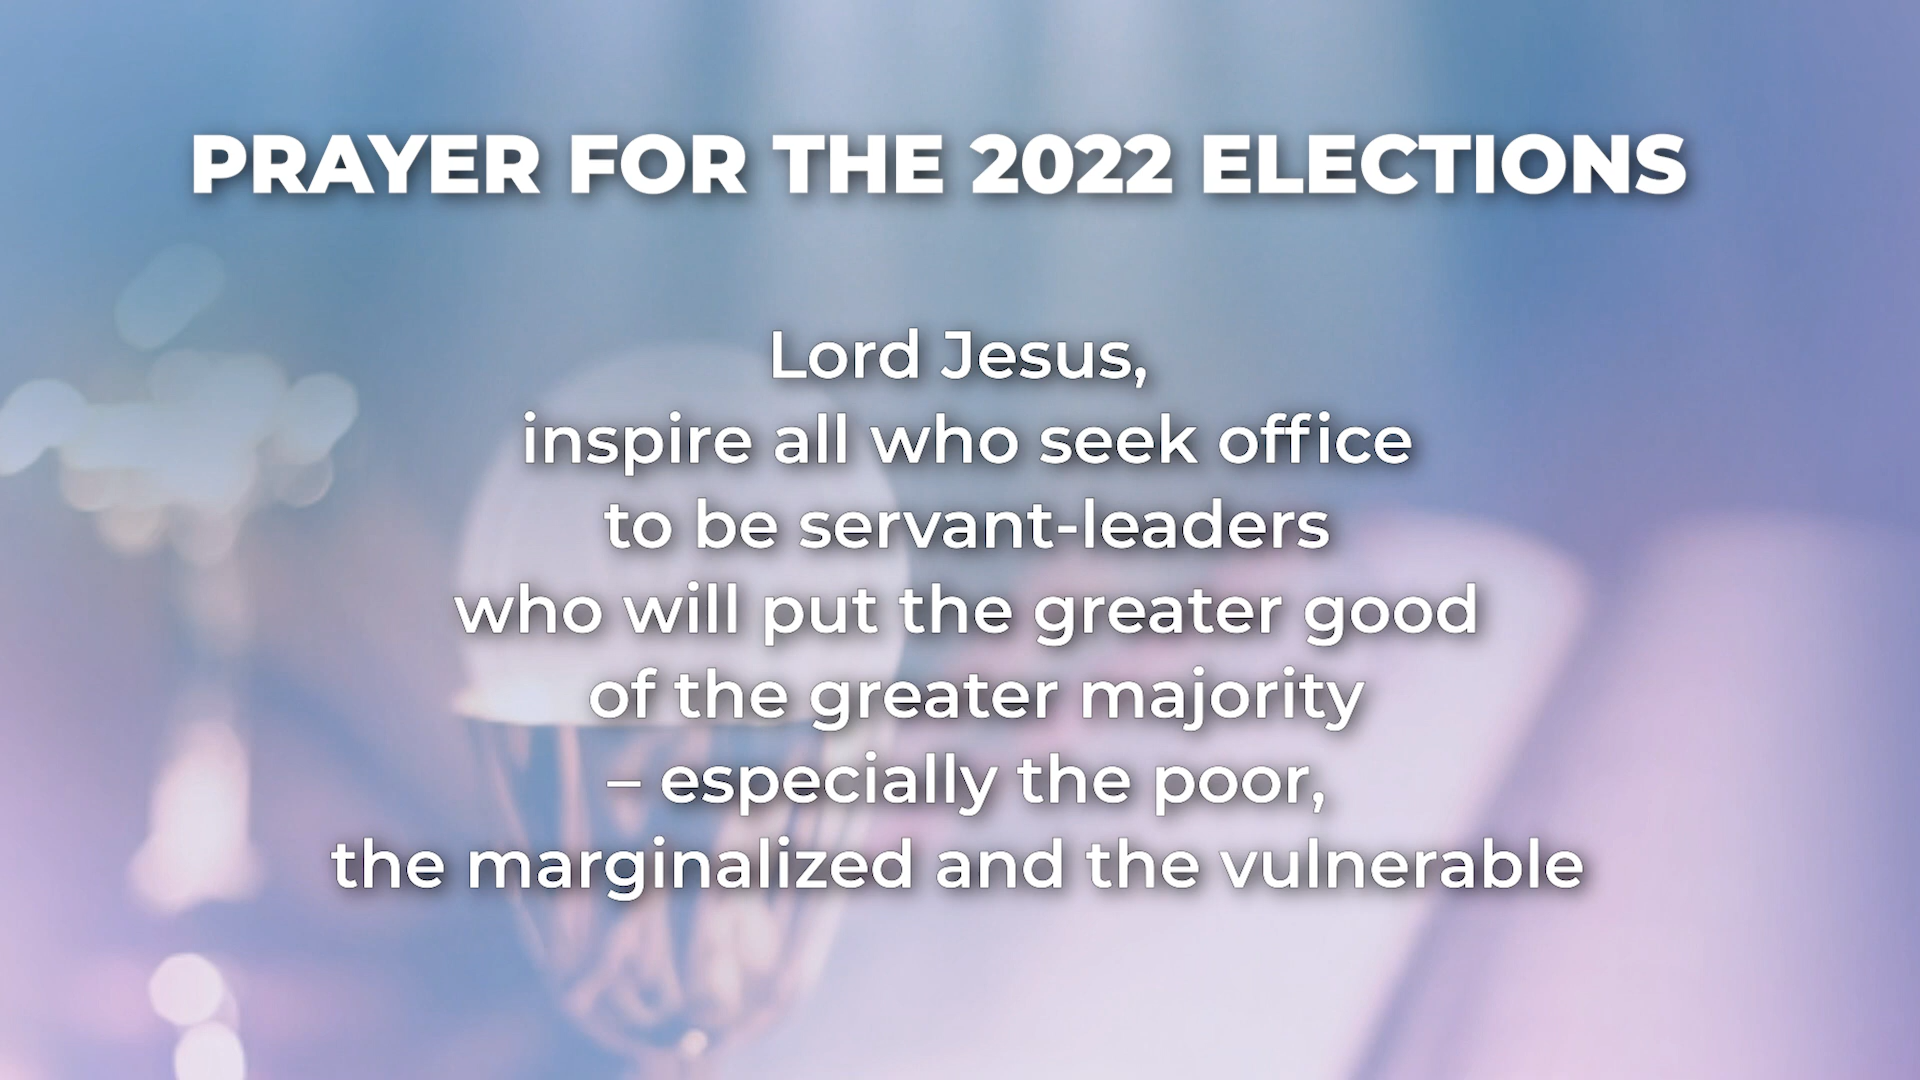 PRAYER FOR THE 2022 ELECTIONS
Lord Jesus,
inspire all who seek office
to be servant-leaders
who will put the greater good
of the greater majority
– especially the poor,
the marginalized and the vulnerable